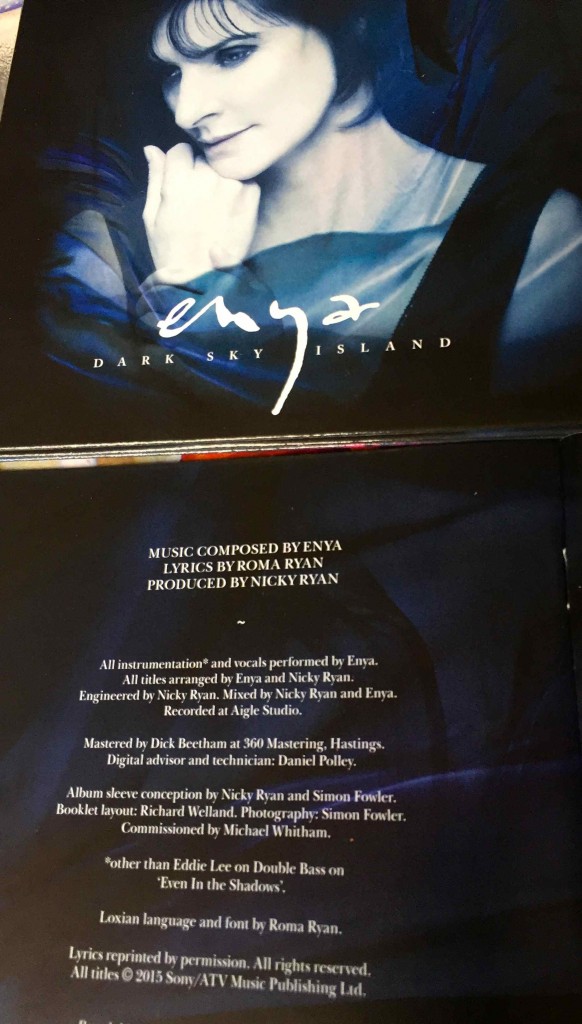 enya
DARK SKY ISLAND
MUSIC COMPOSED BY ENYA
LYRICS BY ROMA RYAN
PRODUCED BY NICKY RYAN
~
All instrumentation* and vocals performed by Enya.
All titles arranged by Enya and Nicky Ryan.
Engineered by Nicky Ryan. Mixed by Nicky Ryan and Enya.
Recorded at Aigle Studio.
Mastered by Dick Beetham at 360 Mastering, Hastings.
Digital advisor and technician: Daniel Polley.
Album sleeve conception by Nicky Ryan and Simon Fowler.
Booklet layout: Richard Welland. Photography: Simon Fowler.
Commissioned by Michael Whitham.
*other than Eddie Lee on Double Bass on
'Even In the Shadows'.
Loxian language and font by Roma Ryan.
Lyrics reprinted by permission. All rights reserved.
All titles © 2015 Sony/ATV Music Publishing Ltd.